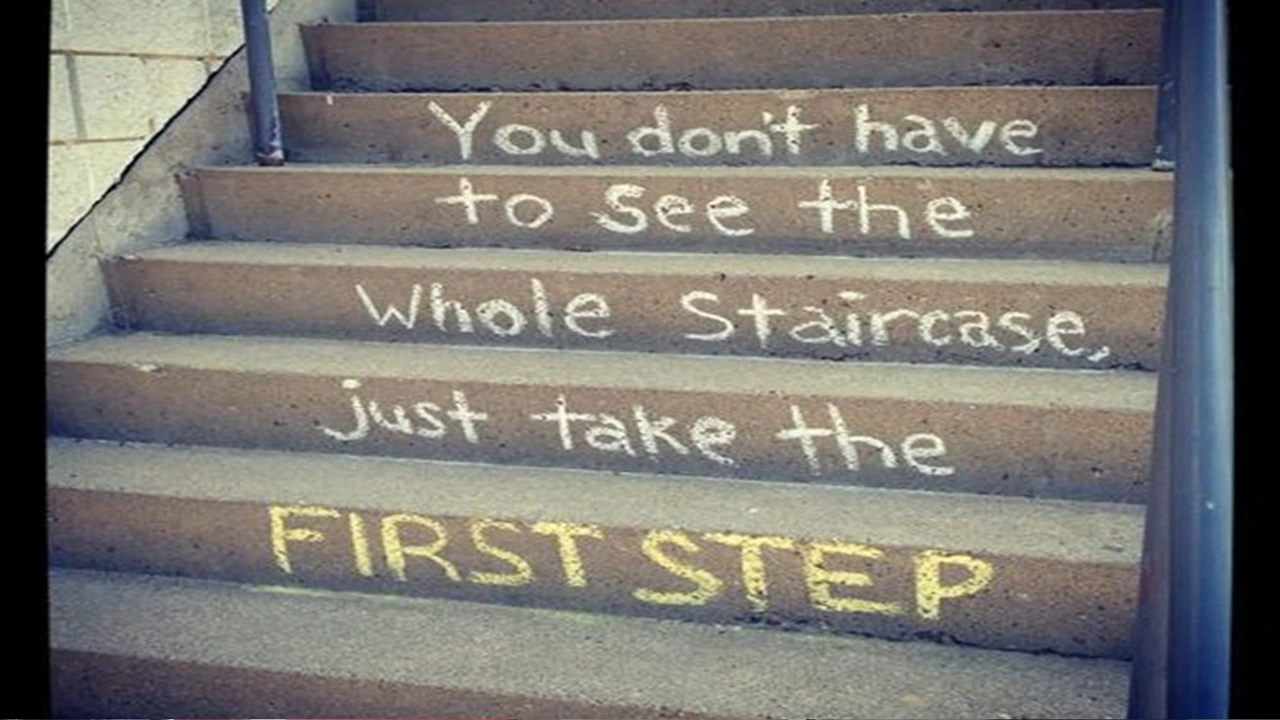 You don't have
to see the
Whole Staircase,
just take the
FIRST STEP